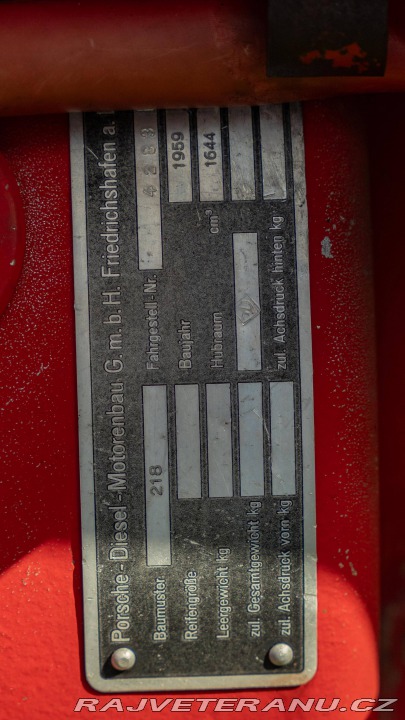 Porsche-Diesel-Motorenbau G.m.b.H. Friedrichshafen a.
Baumuster 218 Fahrgestell-Nr.
Reifengröße Baujahr 1959
Leergewicht kg Hubraum cm³ 1644
zul. Gesamtgewicht kg
zul. Achsdruck vorn kg zul. Achsdruck hinten kg
RAJVETERANU.CZ